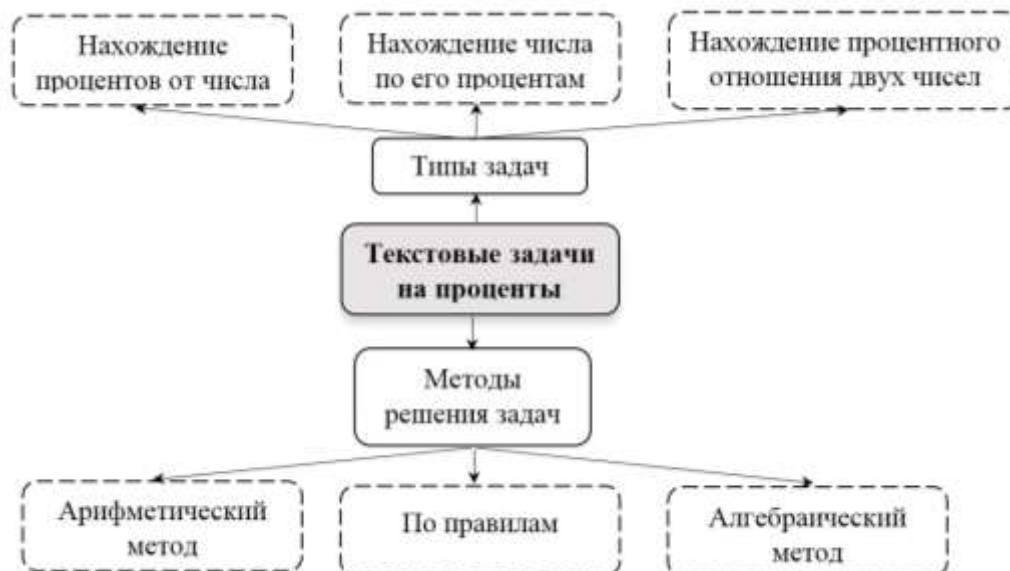 Нахождение
процентов от числа
Нахождение числа
по его процентам
Нахождение процентного
отношения двух чисел
Типы задач
Текстовые задачи
на проценты
Методы
решения задач
Арифметический
метод
По правилам
Алгебраический
метод